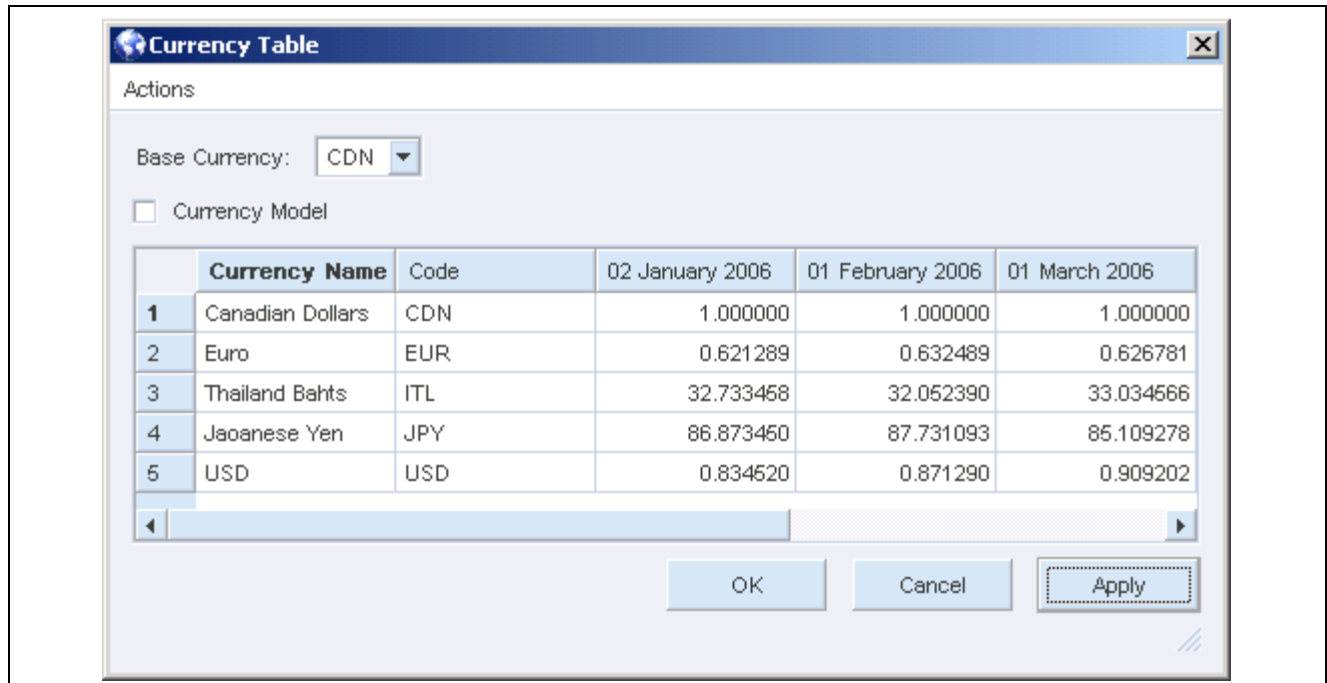 Currency Table
Actions
Base Currency: CDN
Currency Model
Currency Name Code 02 January 2006 01 February 2006 01 March 2006
1 Canadian Dollars CDN 1.000000 1.000000 1.000000
2 Euro EUR 0.621289 0.632489 0.626781
3 Thailand Bahts ITL 32.733458 32.052390 33.034566
4 Jaoanese Yen JPY 86.873450 87.731093 85.109278
5 USD USD 0.834520 0.871290 0.909202
OK Cancel Apply